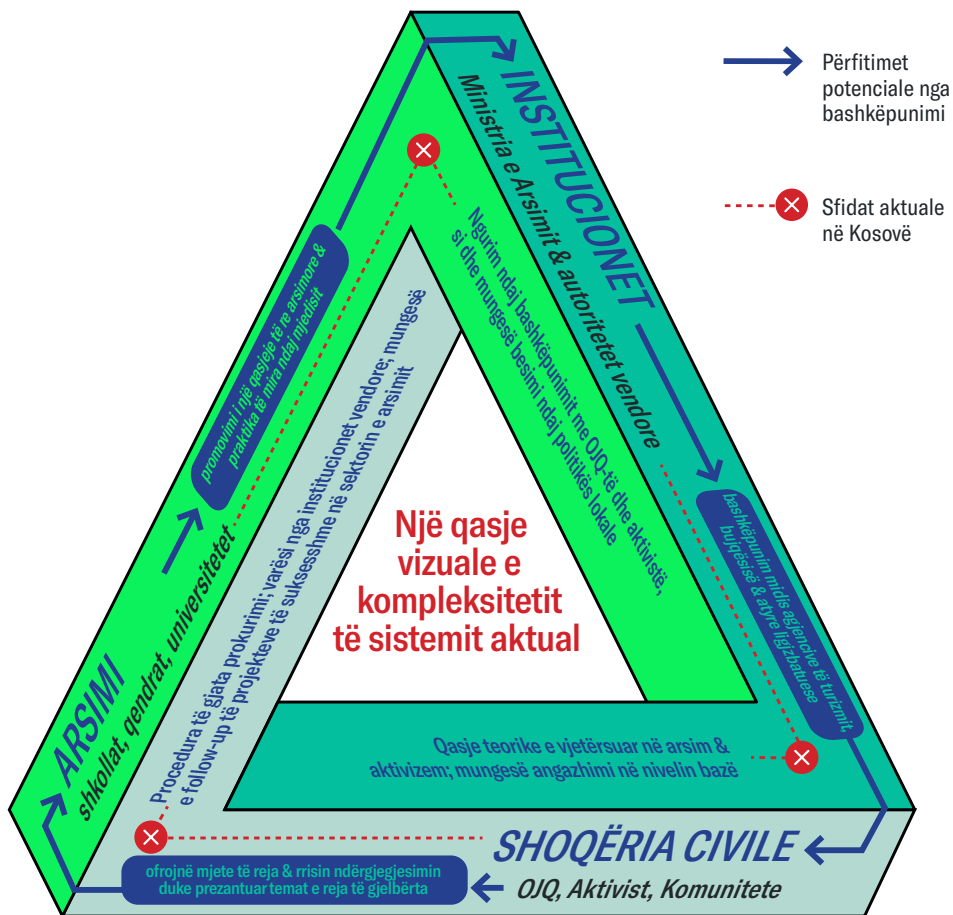 Përfitimet
potenciale nga
bashkëpunimi
Sfidat aktuale
në Kosovë
INSTITUCIONET
Ministria e Arsimit & autoritetet vendore
Ngurim ndaj bashkëpunimit me OJQ-të dhe aktivistë,
si dhe mungesë besimi ndaj politikës lokale
bashkëpunim midis agjencive të turizmit,
bujqësisë & atyre ligjzbatuese
ARSIMI
shkollat, qendrat, universitetet
promovimi i një qasjeje të re arsimore &
praktika të mira ndaj mjedisit
Procedura të gjata prokurimi; varësi nga institucionet vendore; mungesë
e follow-up të projekteve të suksesshme në sektorin e arsimit
Një qasje
vizuale e
kompleksitetit
të sistemit aktual
Qasje teorike e vjetërsuar në arsim &
aktivizem; mungesë angazhimi në nivelin bazë
SHOQËRIA CIVILE
OJQ, Aktivist, Komunitete
ofrojnë mjete të reja & rrisin ndërgjegjesimin
duke prezantuar temat e reja të gjelbërta